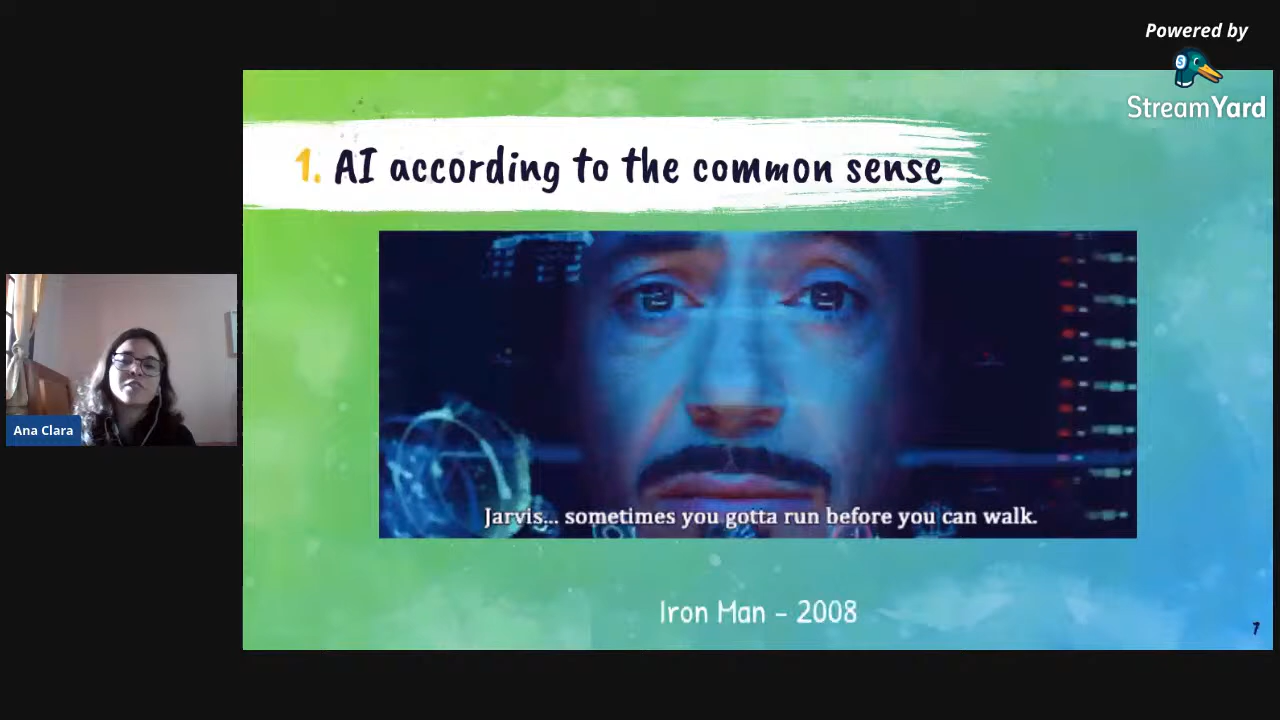 Powered by
StreamYard
1. AI according to the common sense
Jarvis... sometimes you gotta run before you can walk.
Ana Clara
Iron Man - 2008
7